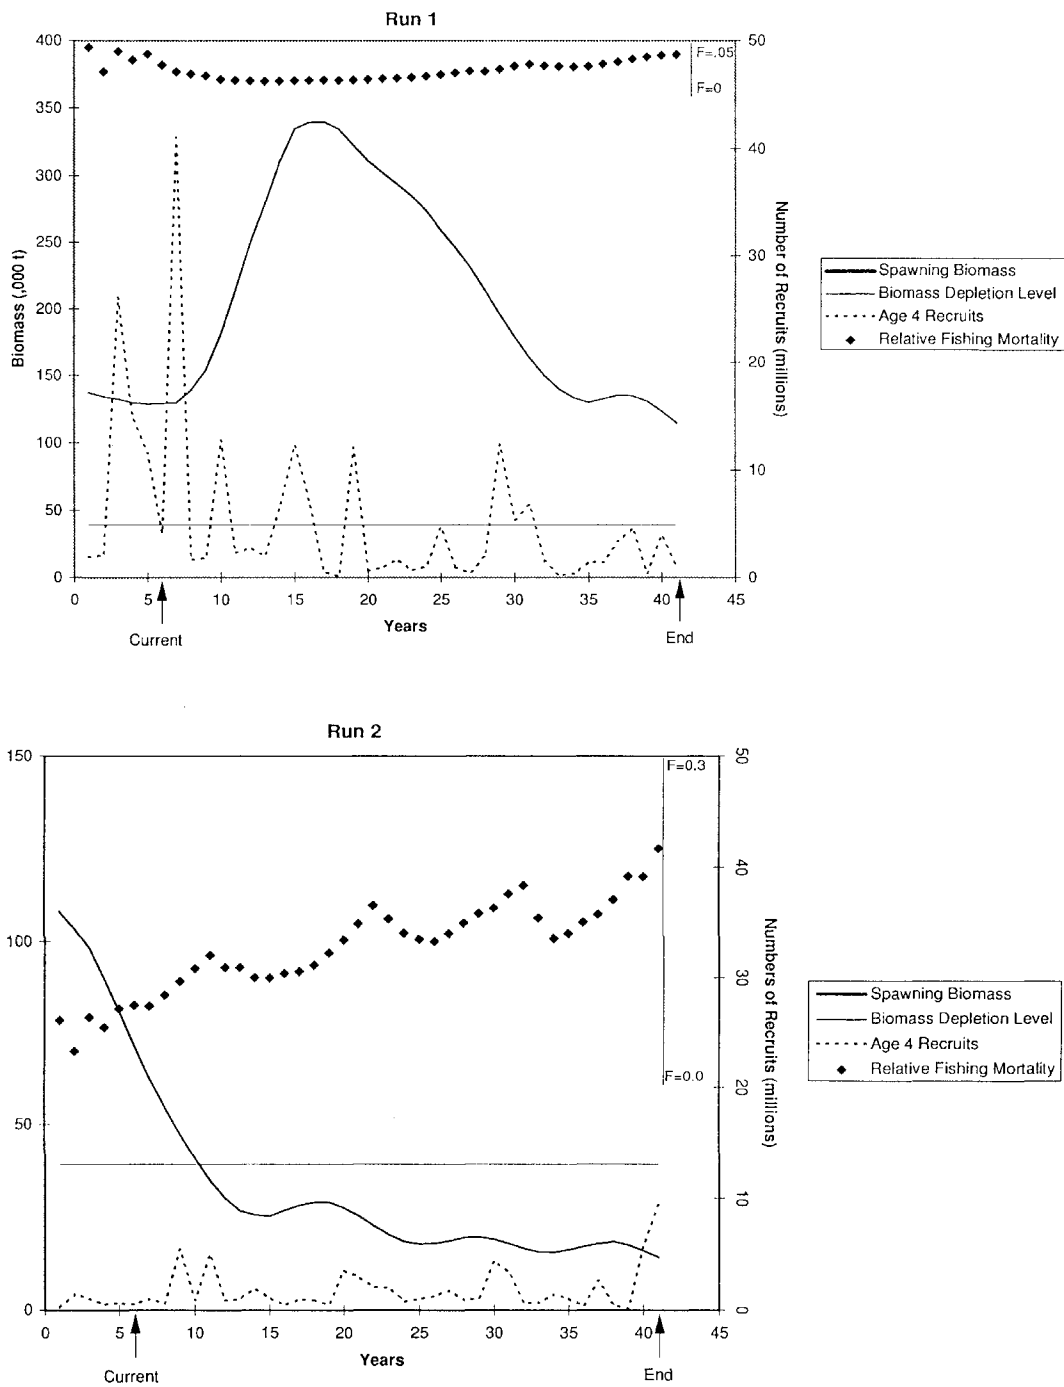 Run 1
400
350
300
250
200
150
100
50
0
Biomass (,000 t)
50
40
30
20
10
0
Number of Recruits (millions)
F=.05
F=0
0 5 10 15 20 25 30 35 40 45
Years
Current
End
Spawning Biomass
Biomass Depletion Level
Age 4 Recruits
Relative Fishing Mortality
Run 2
150
100
50
0
50
40
30
20
10
0
Numbers of Recruits (millions)
F=0.3
F=0.0
0 5 10 15 20 25 30 35 40 45
Years
Current
End
Spawning Biomass
Biomass Depletion Level
Age 4 Recruits
Relative Fishing Mortality